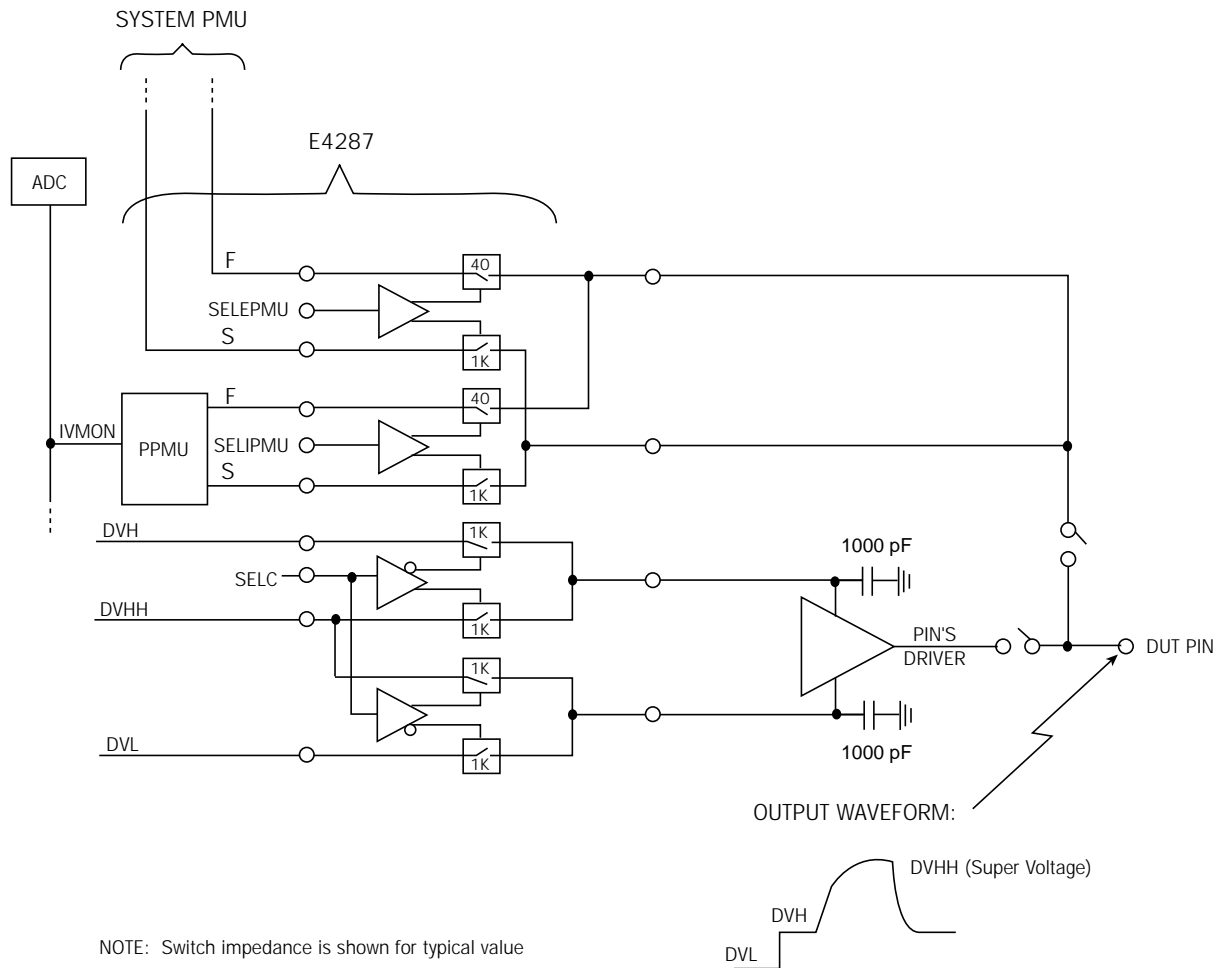 SYSTEM PMU
E4287
ADC
F
40
SELEPMU
S
1K
F
40
IVMON
PPMU
SELIPMU
S
1K
DVH
1K
1000 pF
SELC
DVHH
1K
PIN'S
DRIVER
DUT PIN
1K
DVL
1K
1000 pF
OUTPUT WAVEFORM:
DVHH (Super Voltage)
DVH
DVL
NOTE: Switch impedance is shown for typical value